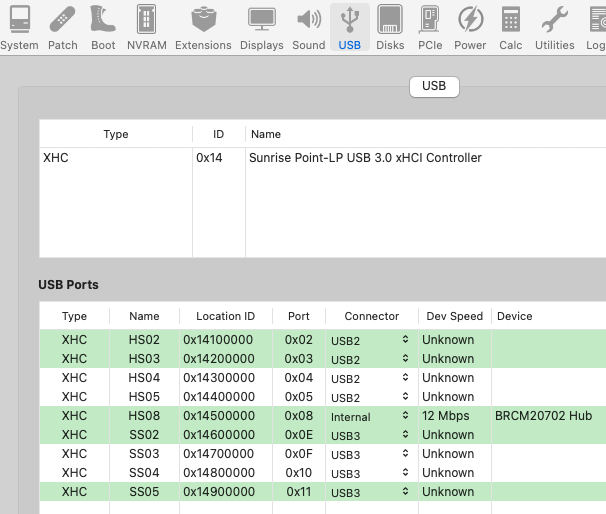 System Patch Boot NVRAM Extensions Displays Sound USB Disks PCIe Power Calc Utilities Log
USB
Type ID Name
XHC 0x14 Sunrise Point-LP USB 3.0 xHCI Controller
USB Ports
Type Name Location ID Port Connector Dev Speed Device
XHC HS02 0x14100000 0x02 USB2 Unknown
XHC HS03 0x14200000 0x03 USB2 Unknown
XHC HS04 0x14300000 0x04 USB2 Unknown
XHC HS05 0x14400000 0x05 USB2 Unknown
XHC HS08 0x14500000 0x08 Internal 12 Mbps BRCM20702 Hub
XHC SS02 0x14600000 0x0E USB3 Unknown
XHC SS03 0x14700000 0x0F USB3 Unknown
XHC SS04 0x14800000 0x10 USB3 Unknown
XHC SS05 0x14900000 0x11 USB3 Unknown